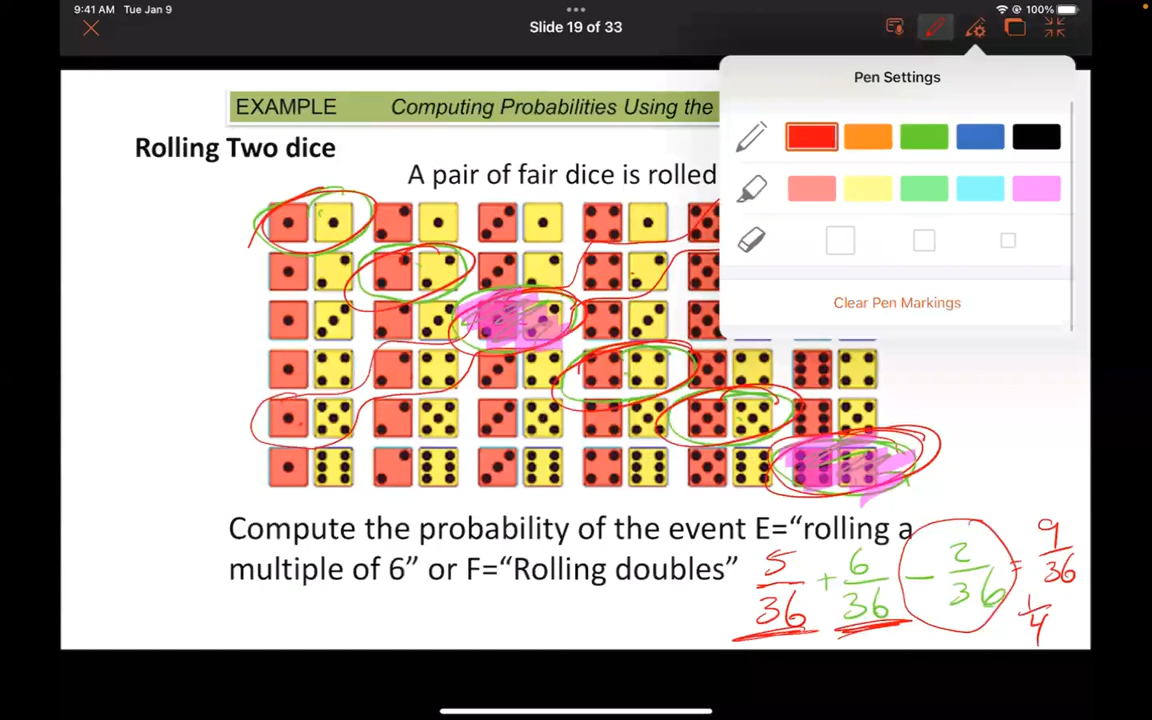 9:41 AM Tue Jan 9
100%
Slide 19 of 33
Pen Settings
EXAMPLE Computing Probabilities Using the
Rolling Two dice
A pair of fair dice is rolled
Clear Pen Markings
Compute the probability of the event E=“rolling a
multiple of 6” or F=“Rolling doubles”
5/36 + 6/36 - 2/36 = 9/36
1/4